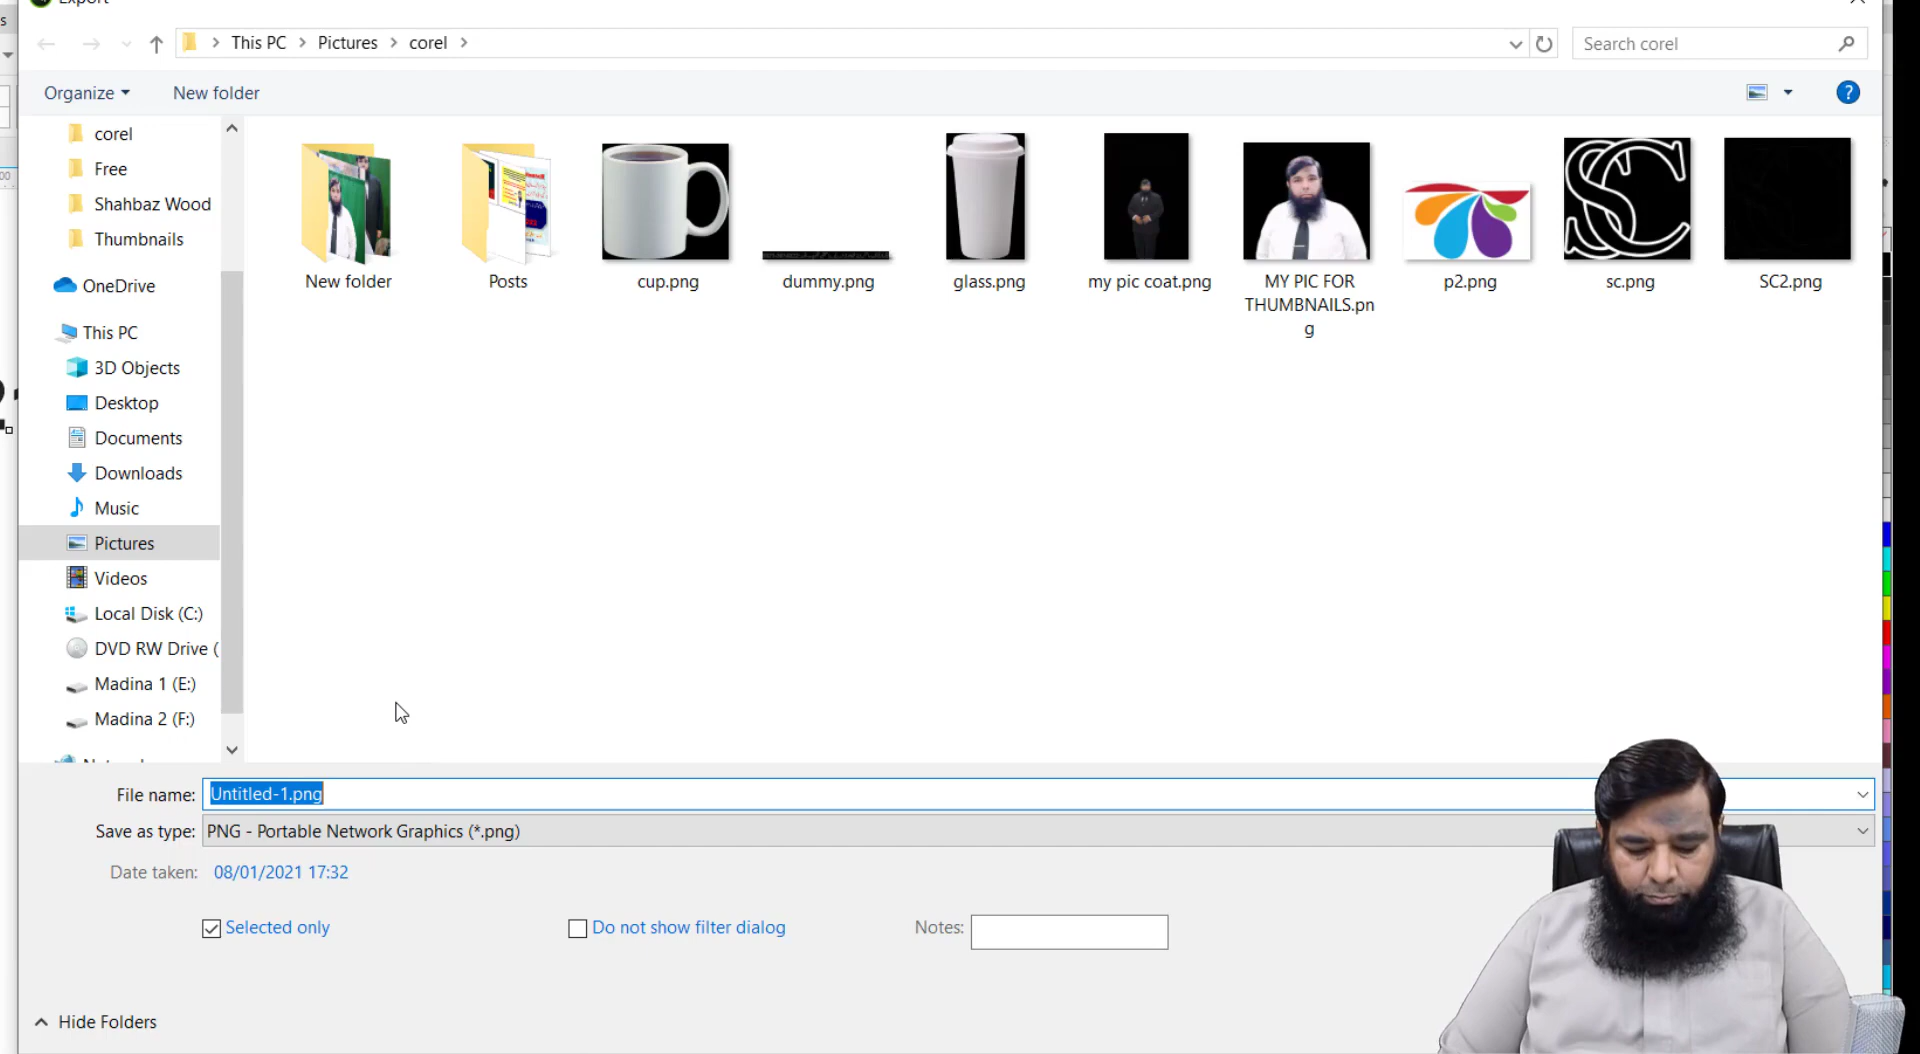 Export
This PC > Pictures > corel >
Search corel
Organize
New folder
?
corel
Free
Shahbaz Wood
Thumbnails
OneDrive
This PC
3D Objects
Desktop
Documents
Downloads
Music
Pictures
Videos
Local Disk (C:)
DVD RW Drive (
Madina 1 (E:)
Madina 2 (F:)
New folder
Posts
cup.png
dummy.png
glass.png
my pic coat.png
MY PIC FOR
THUMBNAILS.pn
g
p2.png
sc.png
SC2.png
File name: Untitled-1.png
Save as type: PNG - Portable Network Graphics (*.png)
Date taken: 08/01/2021 17:32
Selected only
Do not show filter dialog
Notes:
Hide Folders